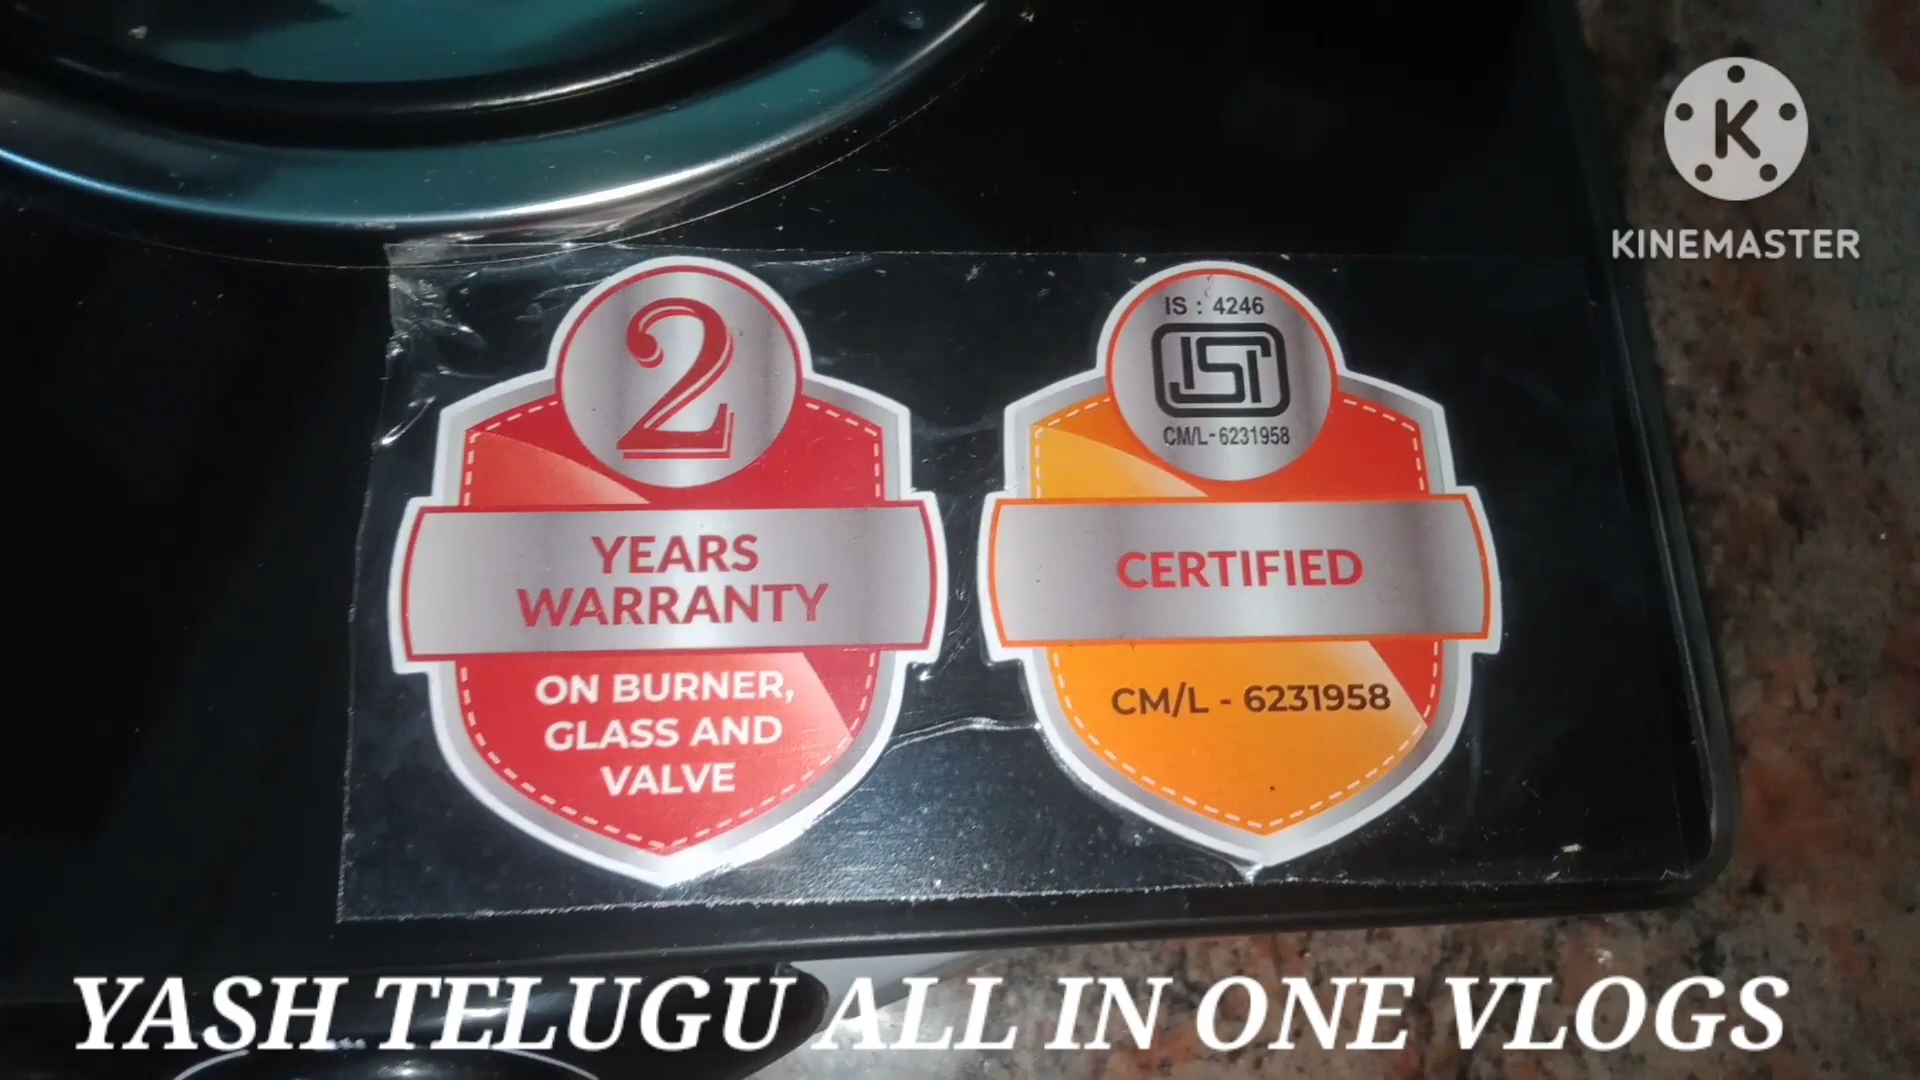 K
KINEMASTER
2
YEARS
WARRANTY
ON BURNER,
GLASS AND
VALVE
IS : 4246
ISI
CM/L-6231958
CERTIFIED
CM/L - 6231958
YASH TELUGU ALL IN ONE VLOGS